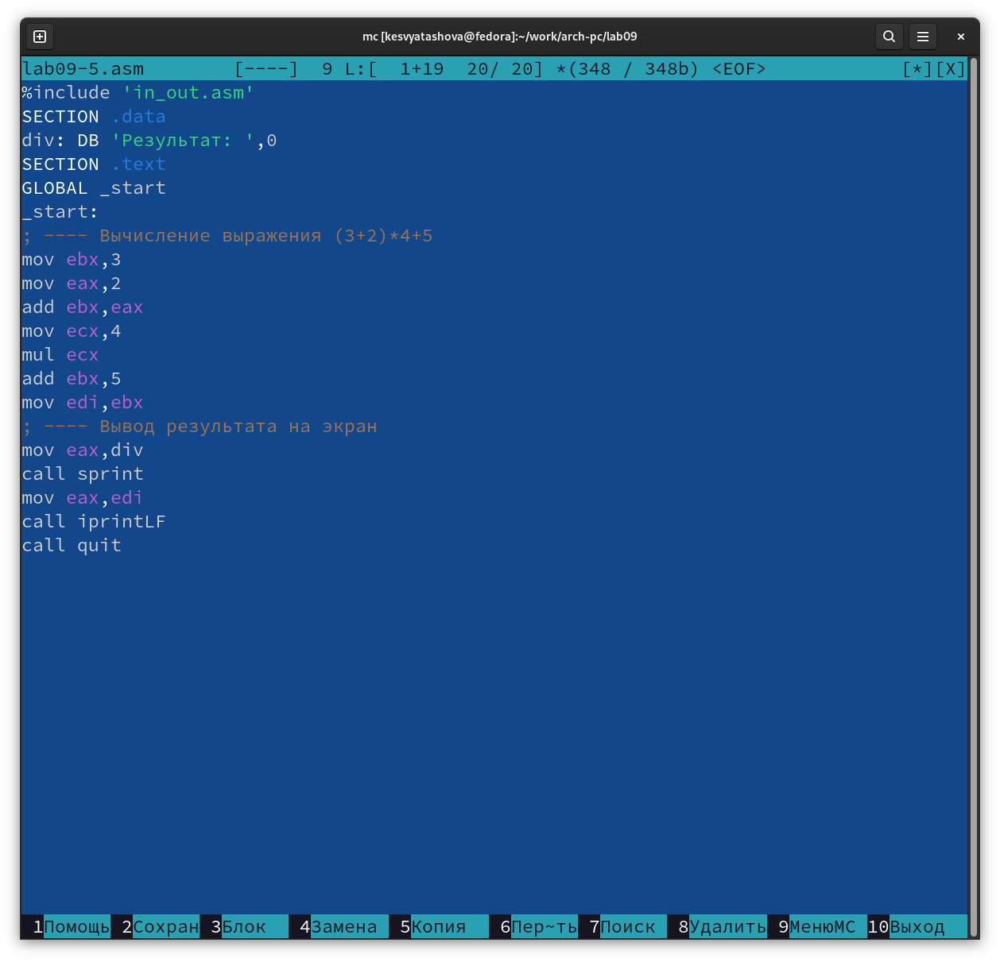 mc [kesvyatashova@fedora]:~/work/arch-pc/lab09
lab09-5.asm [----] 9 L:[ 1+19 20/ 20] *(348 / 348b) <EOF> [*][X]
%include 'in_out.asm'
SECTION .data
div: DB 'Результат: ',0
SECTION .text
GLOBAL _start
_start:
; ---- Вычисление выражения (3+2)*4+5
mov ebx,3
mov eax,2
add ebx,eax
mov ecx,4
mul ecx
add ebx,5
mov edi,ebx
; ---- Вывод результата на экран
mov eax,div
call sprint
mov eax,edi
call iprintLF
call quit
1Помощь 2Сохран 3Блок 4Замена 5Копия 6Пер~ть 7Поиск 8Удалить 9МенюMC 10Выход